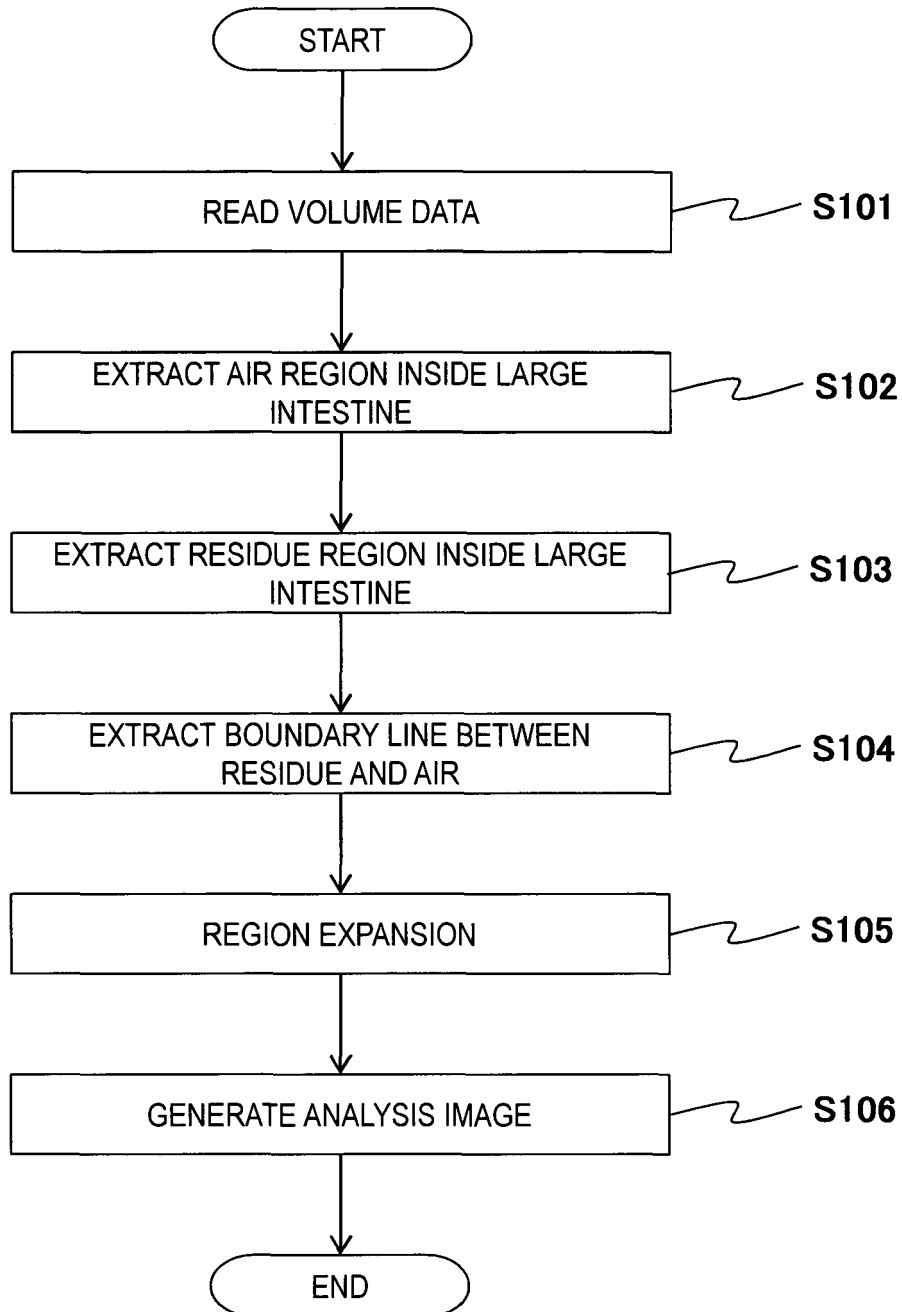 START
READ VOLUME DATA
S101
EXTRACT AIR REGION INSIDE LARGE
INTESTINE
S102
EXTRACT RESIDUE REGION INSIDE LARGE
INTESTINE
S103
EXTRACT BOUNDARY LINE BETWEEN
RESIDUE AND AIR
S104
REGION EXPANSION
S105
GENERATE ANALYSIS IMAGE
S106
END